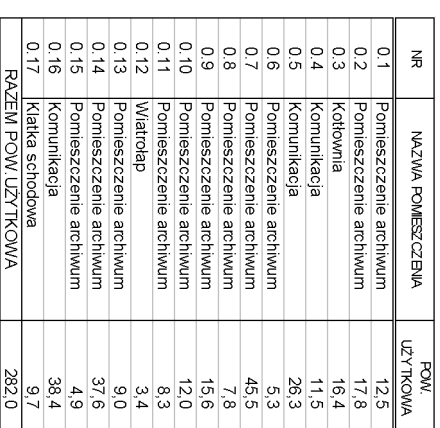 NR NAZWA POMIESZCZENIA POW. UŻYTKOWA
0.1 Pomieszczenie archiwum 12,5
0.2 Pomieszczenie archiwum 17,8
0.3 Kotłownia 16,4
0.4 Komunikacja 11,5
0.5 Komunikacja 26,3
0.6 Pomieszczenie archiwum 5,3
0.7 Pomieszczenie archiwum 45,5
0.8 Pomieszczenie archiwum 7,8
0.9 Pomieszczenie archiwum 15,6
0.10 Pomieszczenie archiwum 12,0
0.11 Pomieszczenie archiwum 8,3
0.12 Wiatrołap 3,4
0.13 Pomieszczenie archiwum 9,0
0.14 Pomieszczenie archiwum 37,6
0.15 Pomieszczenie archiwum 4,9
0.16 Komunikacja 38,4
0.17 Klatka schodowa 9,7
RAZEM POW. UŻYTKOWA 282,0